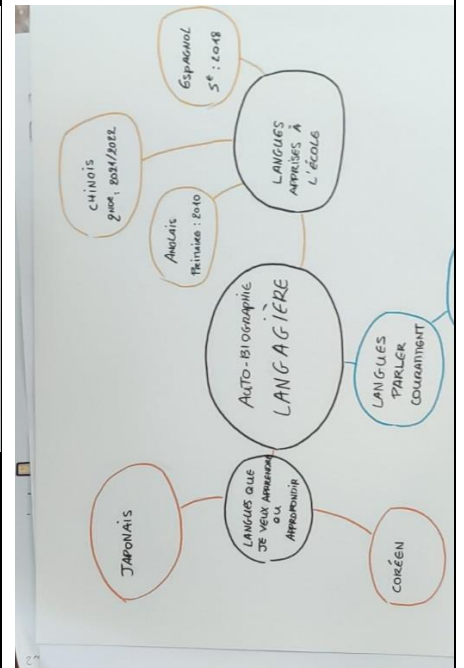 AUTO-BIOGRAPHIE
LANGAGIÈRE
LANGUES
APPRISES À
L'ÉCOLE
ESPAGNOL
5e : 2018
CHINOIS
2NDE : 2021/2022
ANGLAIS
PRIMAIRE : 2010
LANGUES
PARLER
COURAMMENT
LANGUES QUE
JE VEUX APPRENDRE
OU
APPROFONDIR
JAPONAIS
CORÉEN